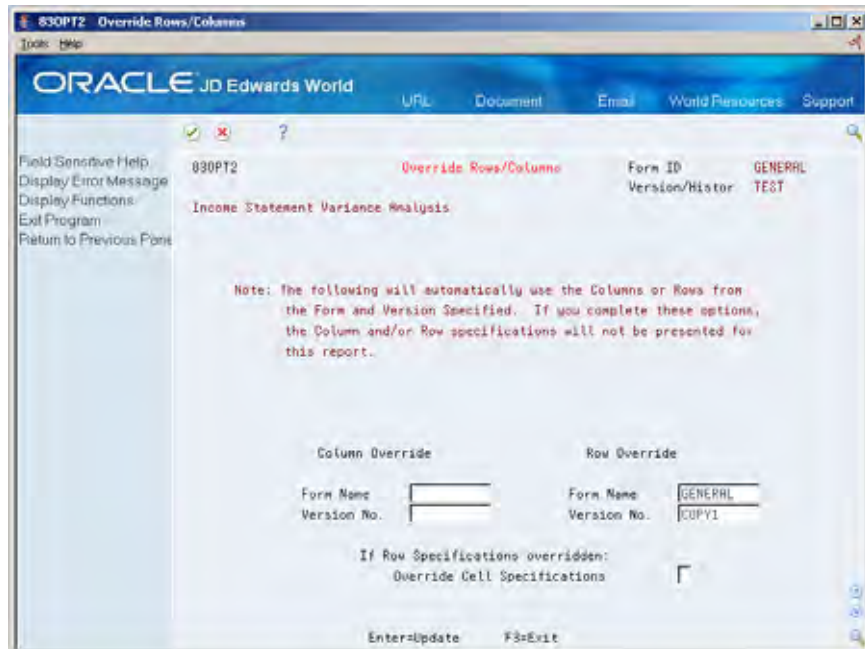 830PT2 Override Rows/Columns
Tools Help
ORACLE JD Edwards World
URL Document Email World Resources Support
?
Field Sensitive Help
Display Error Message
Display Functions
Exit Program
Return to Previous Pane
830PT2 Override Rows/Columns Form ID GENERAL
Version/Histor TEST
Income Statement Variance Analysis
Note: The following will automatically use the Columns or Rows from
the Form and Version Specified. If you complete these options,
the Column and/or Row specifications will not be presented for
this report.
Column Override Row Override
Form Name Form Name GENERAL
Version No. Version No. COPY1
If Row Specifications overridden:
Override Cell Specifications
Enter=Update F3=Exit